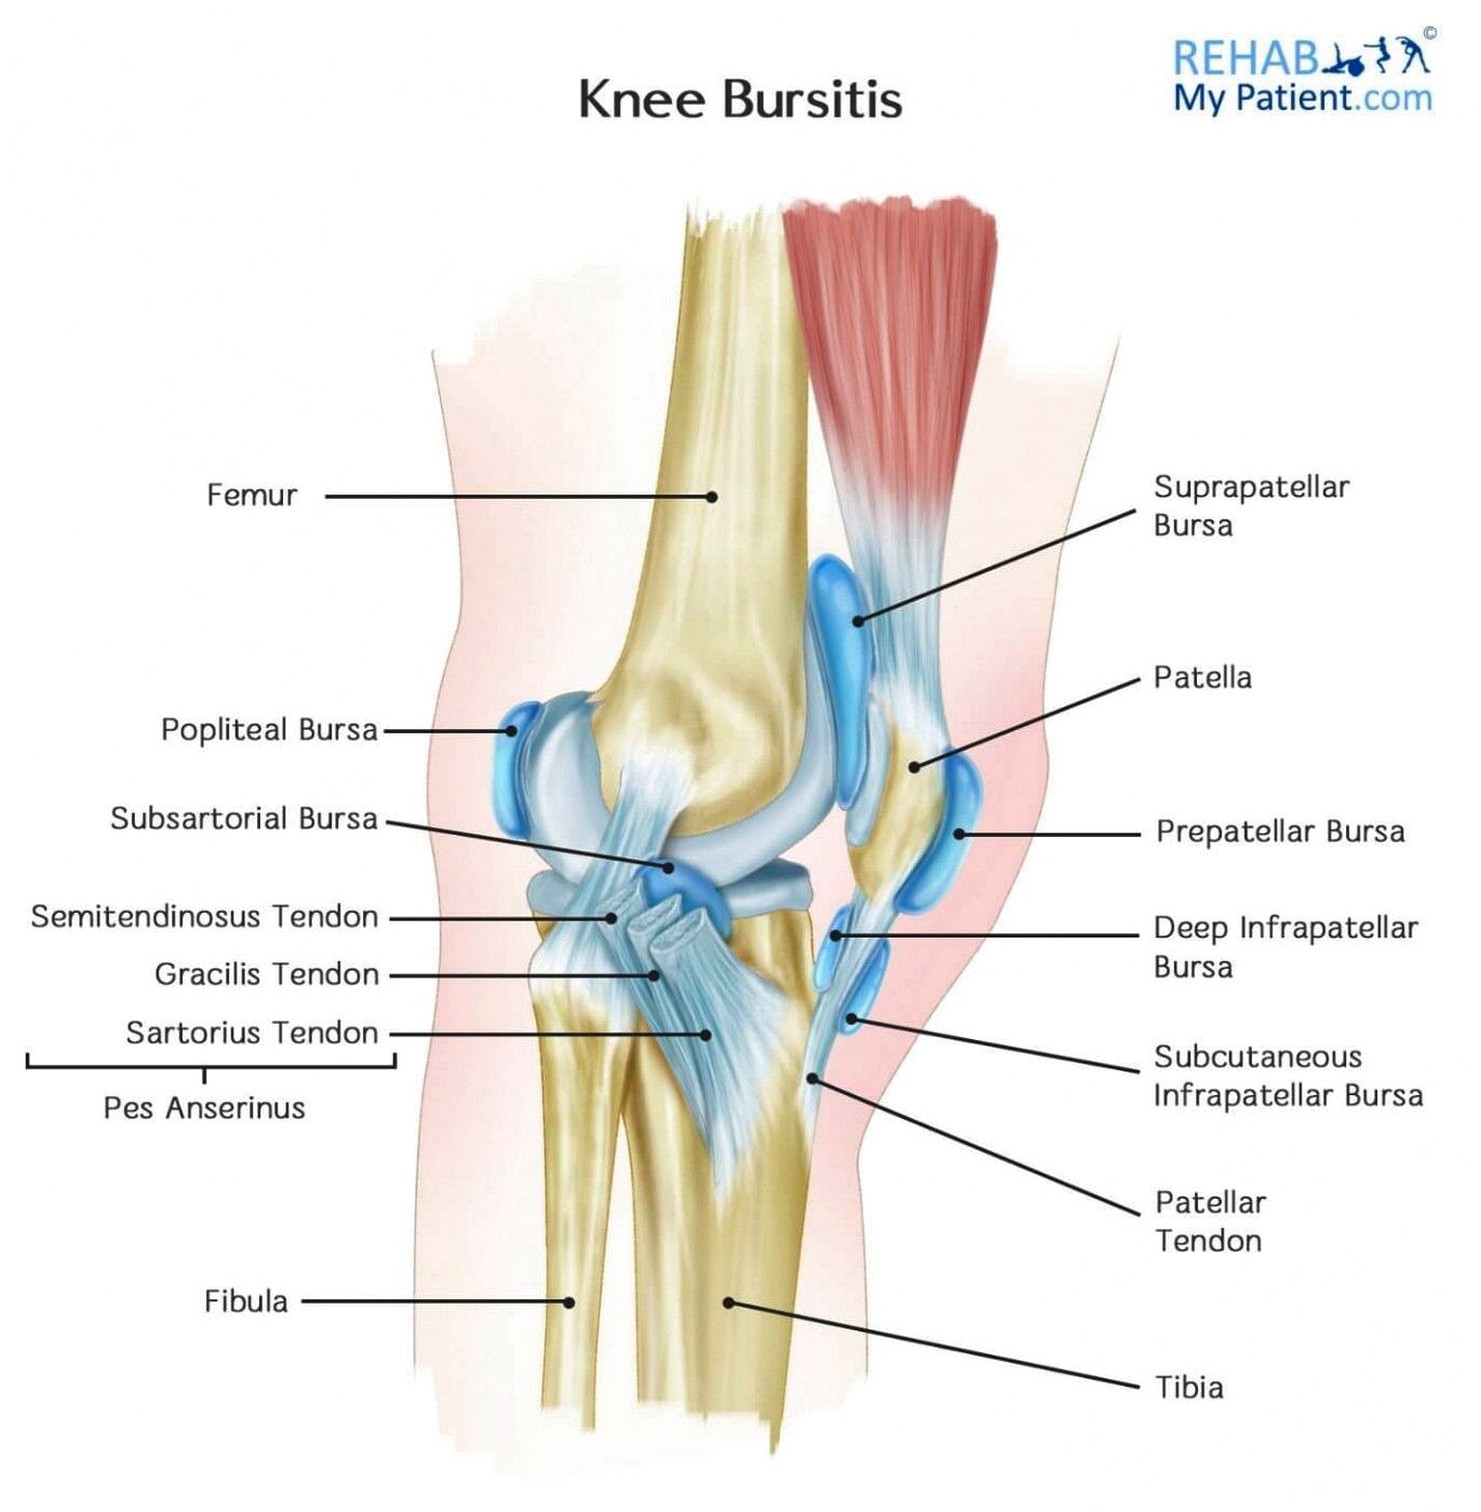 REHAB
My Patient.com
©
Knee Bursitis
Femur
Popliteal Bursa
Subsartorial Bursa
Semitendinosus Tendon
Gracilis Tendon
Sartorius Tendon
Pes Anserinus
Fibula
Suprapatellar
Bursa
Patella
Prepatellar Bursa
Deep Infrapatellar
Bursa
Subcutaneous
Infrapatellar Bursa
Patellar
Tendon
Tibia